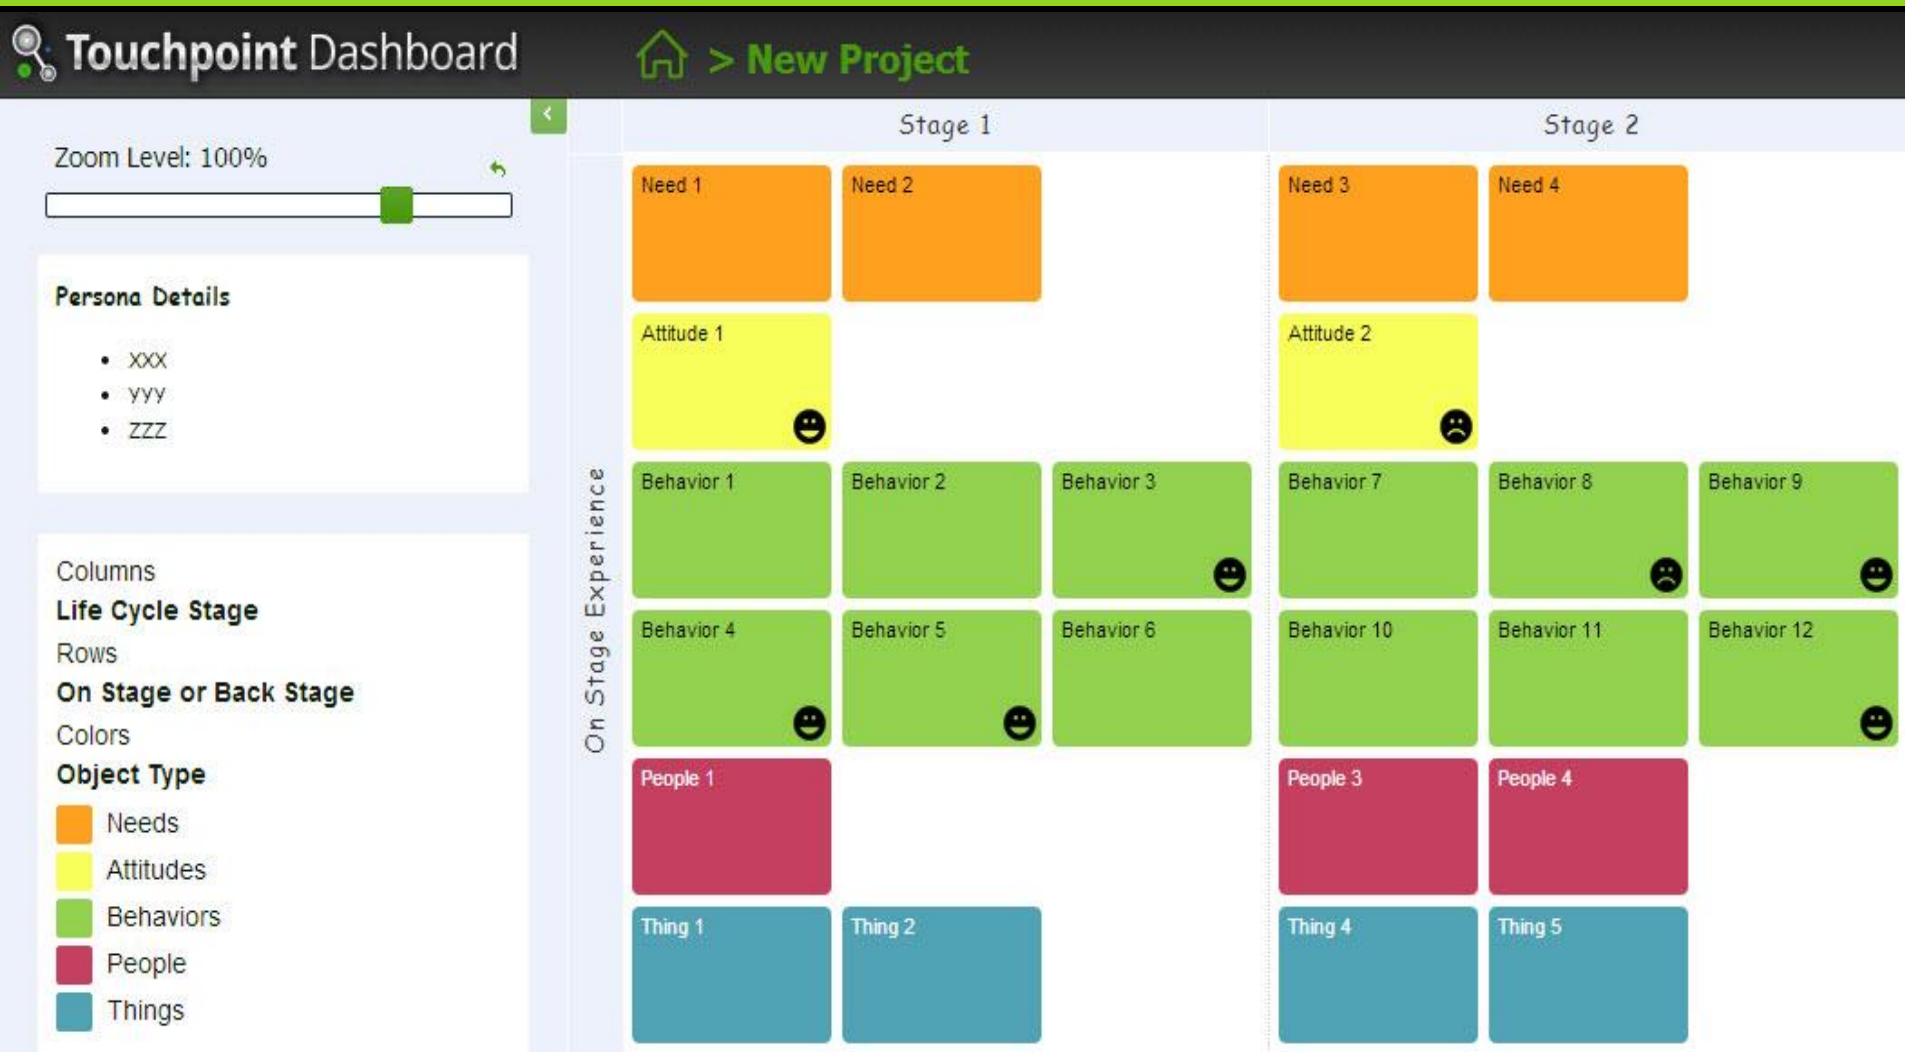 Touchpoint Dashboard
> New Project
Zoom Level: 100%
Persona Details
• XXX
• YYY
• ZZZ
Columns
Life Cycle Stage
Rows
On Stage or Back Stage
Colors
Object Type
Needs
Attitudes
Behaviors
People
Things
Stage 1 Stage 2
On Stage Experience
Need 1 Need 2 Need 3 Need 4
Attitude 1 Attitude 2
Behavior 1 Behavior 2 Behavior 3 Behavior 7 Behavior 8 Behavior 9
Behavior 4 Behavior 5 Behavior 6 Behavior 10 Behavior 11 Behavior 12
People 1 People 3 People 4
Thing 1 Thing 2 Thing 4 Thing 5